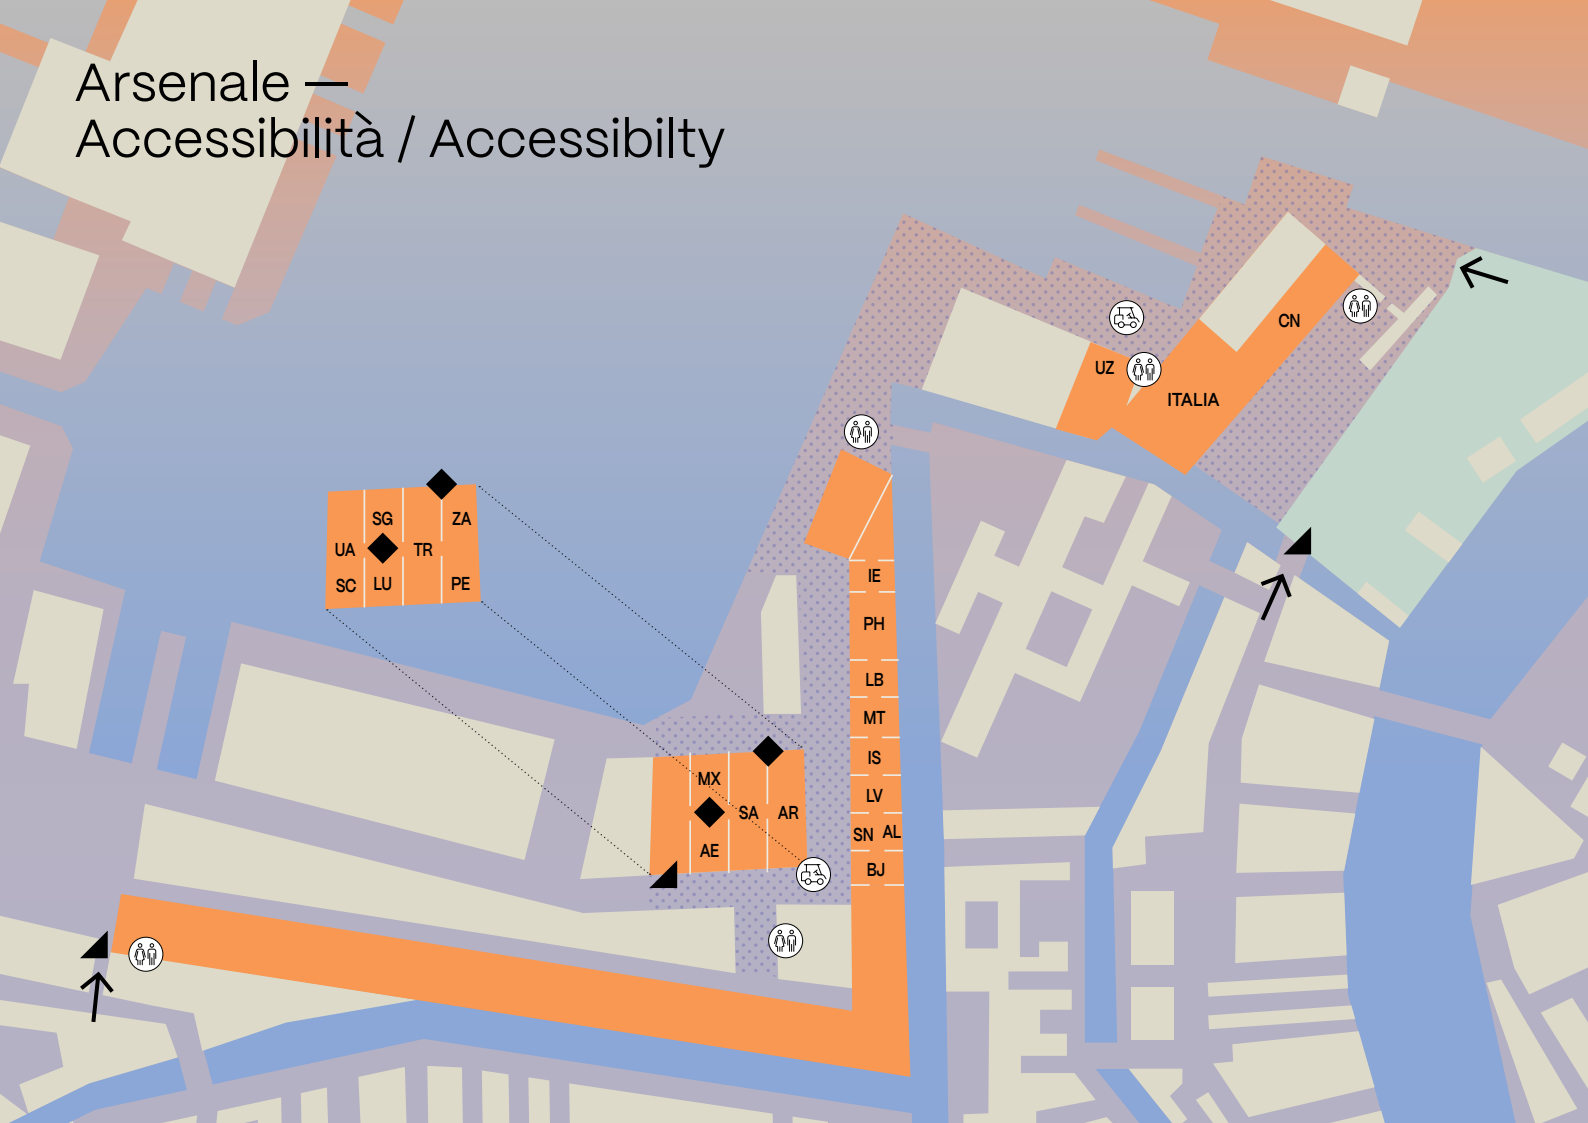 Arsenale —
Accessibilità / Accessibilty
CN
UZ
ITALIA
SG
ZA
UA
TR
SC
LU
PE
IE
PH
LB
MT
IS
LV
SN
AL
BJ
MX
SA
AR
AE